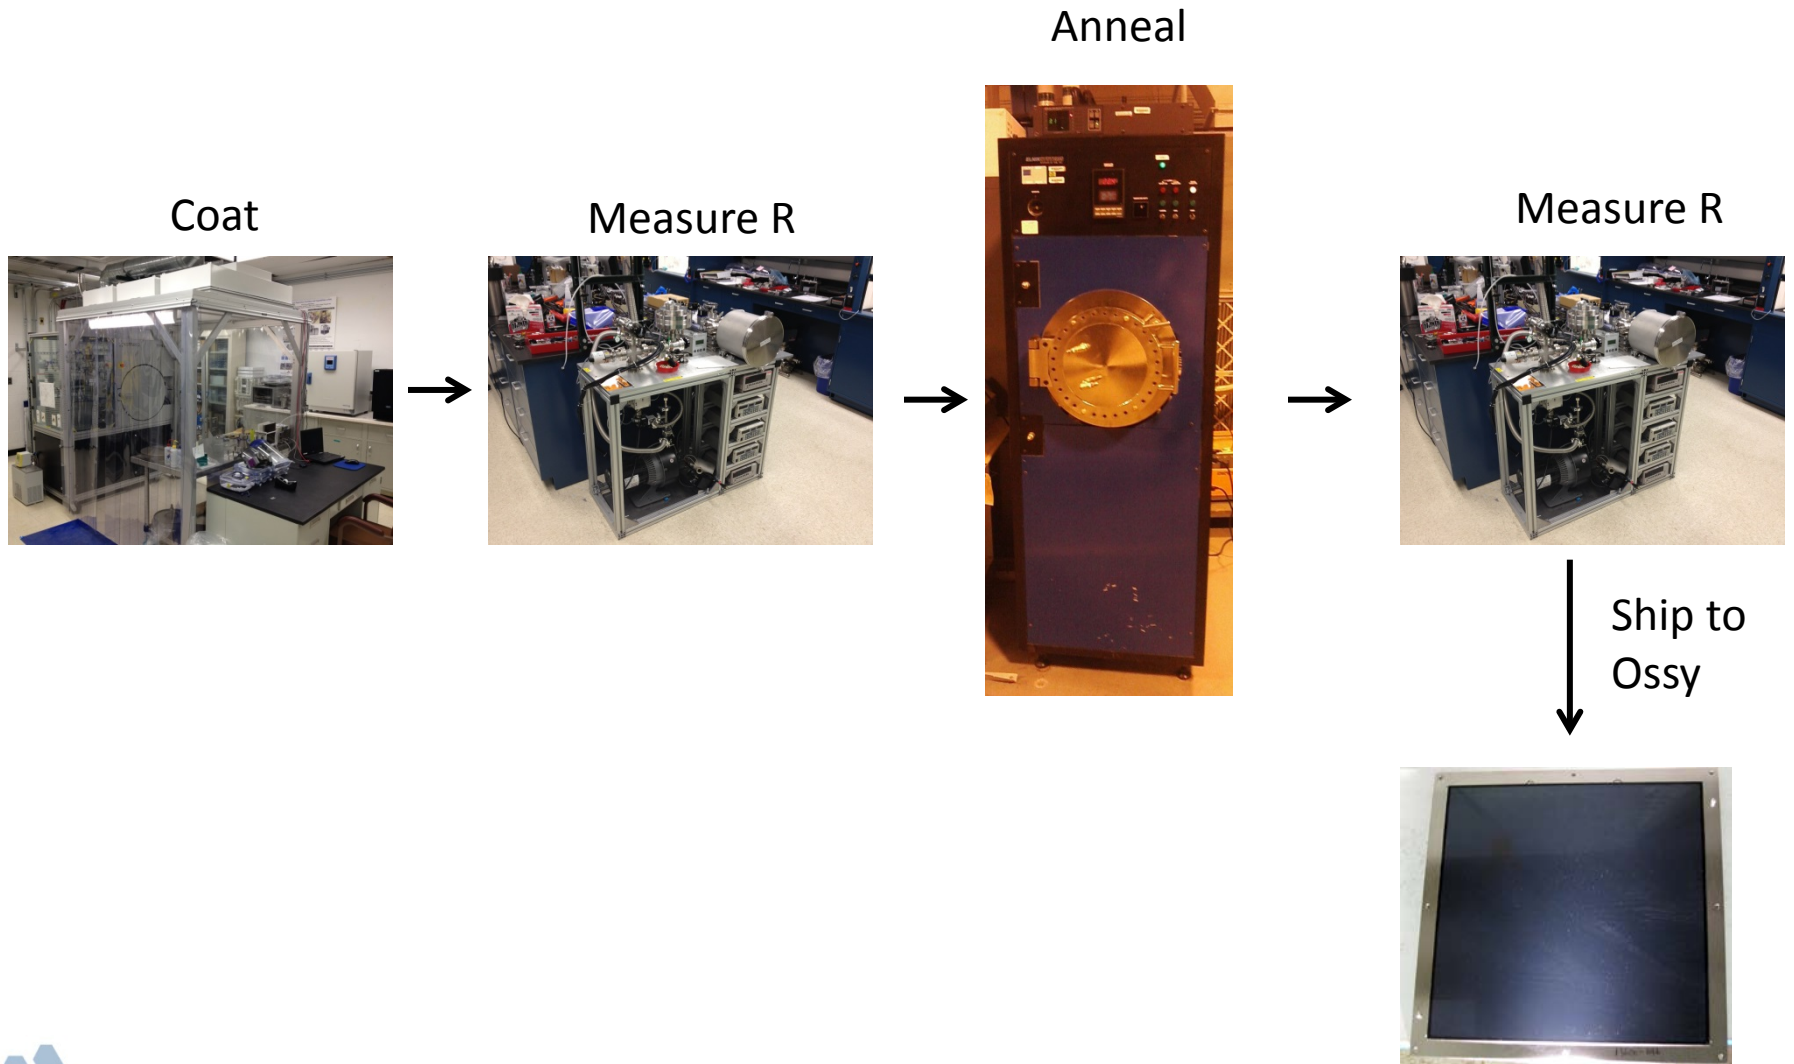 Anneal
Coat
Measure R
Measure R
Ship to
Ossy